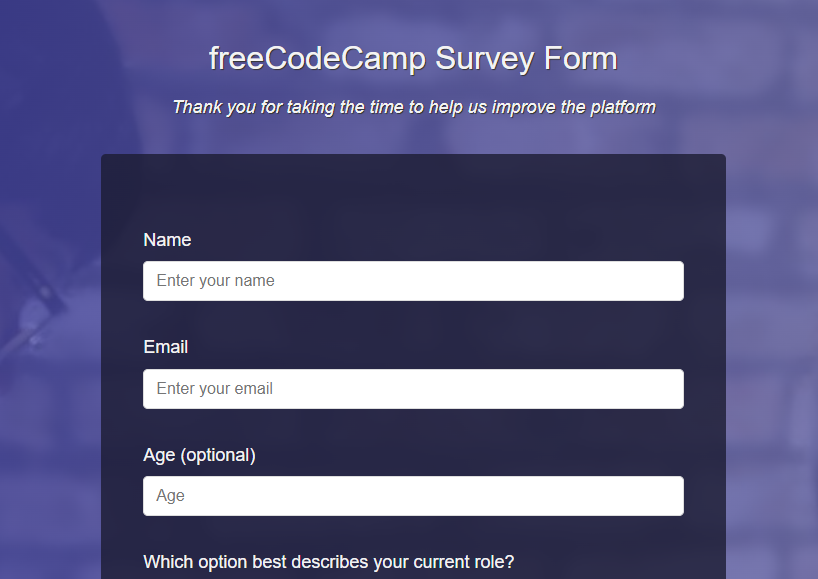 freeCodeCamp Survey Form
Thank you for taking the time to help us improve the platform
Name
Enter your name
Email
Enter your email
Age (optional)
Age
Which option best describes your current role?